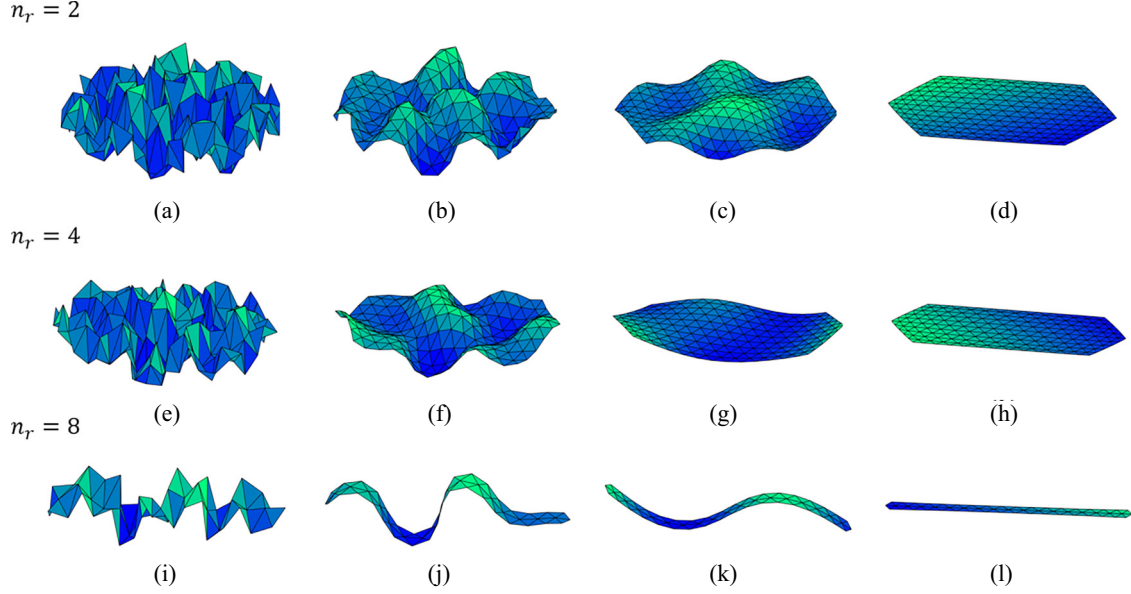 n_r = 2
(a) (b) (c) (d)
n_r = 4
(e) (f) (g) (h)
n_r = 8
(i) (j) (k) (l)